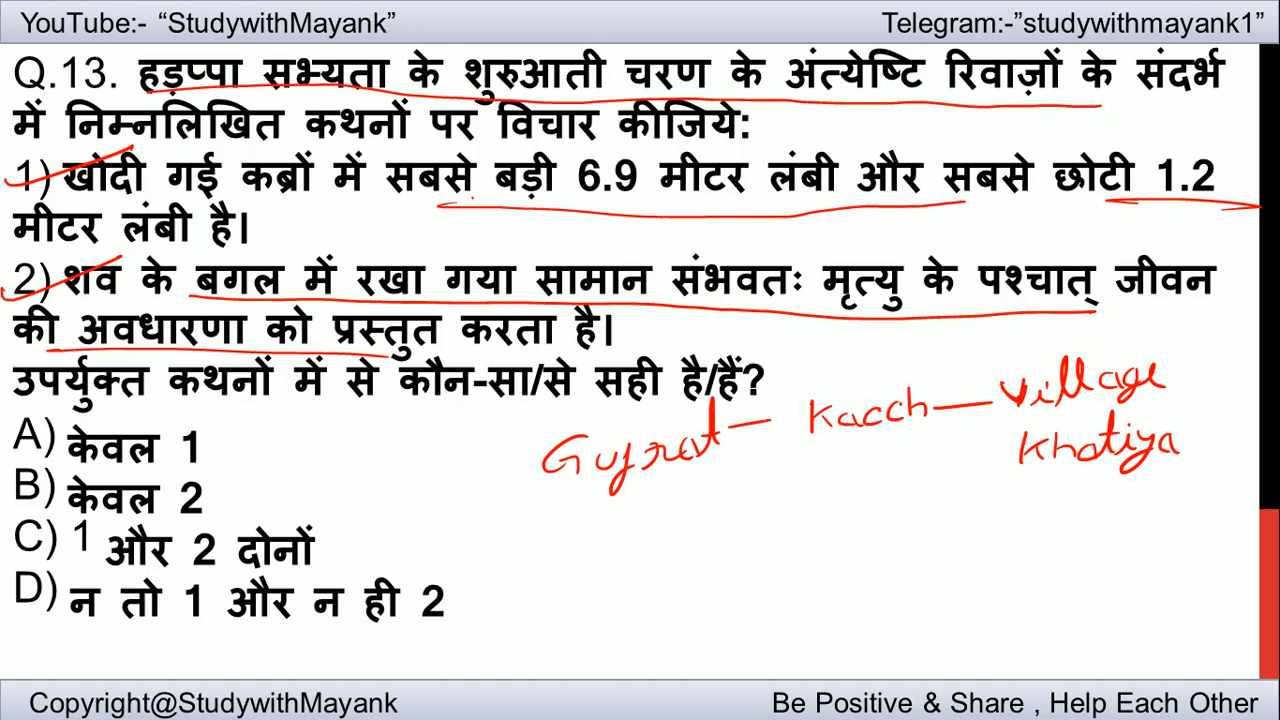 YouTube:- “StudywithMayank” Telegram:-”studywithmayank1”
Q.13. हड़प्पा सभ्यता के शुरुआती चरण के अंत्येष्टि रिवाज़ों के संदर्भ
में निम्नलिखित कथनों पर विचार कीजिये:
1) खोदी गई कब्रों में सबसे बड़ी 6.9 मीटर लंबी और सबसे छोटी 1.2
मीटर लंबी है।
2) शव के बगल में रखा गया सामान संभवतः मृत्यु के पश्चात् जीवन
की अवधारणा को प्रस्तुत करता है।
उपर्युक्त कथनों में से कौन-सा/से सही है/हैं?
Gujrat — Kacch — Village
Khatiya
A) केवल 1
B) केवल 2
C) 1 और 2 दोनों
D) न तो 1 और न ही 2
Copyright@StudywithMayank Be Positive & Share , Help Each Other